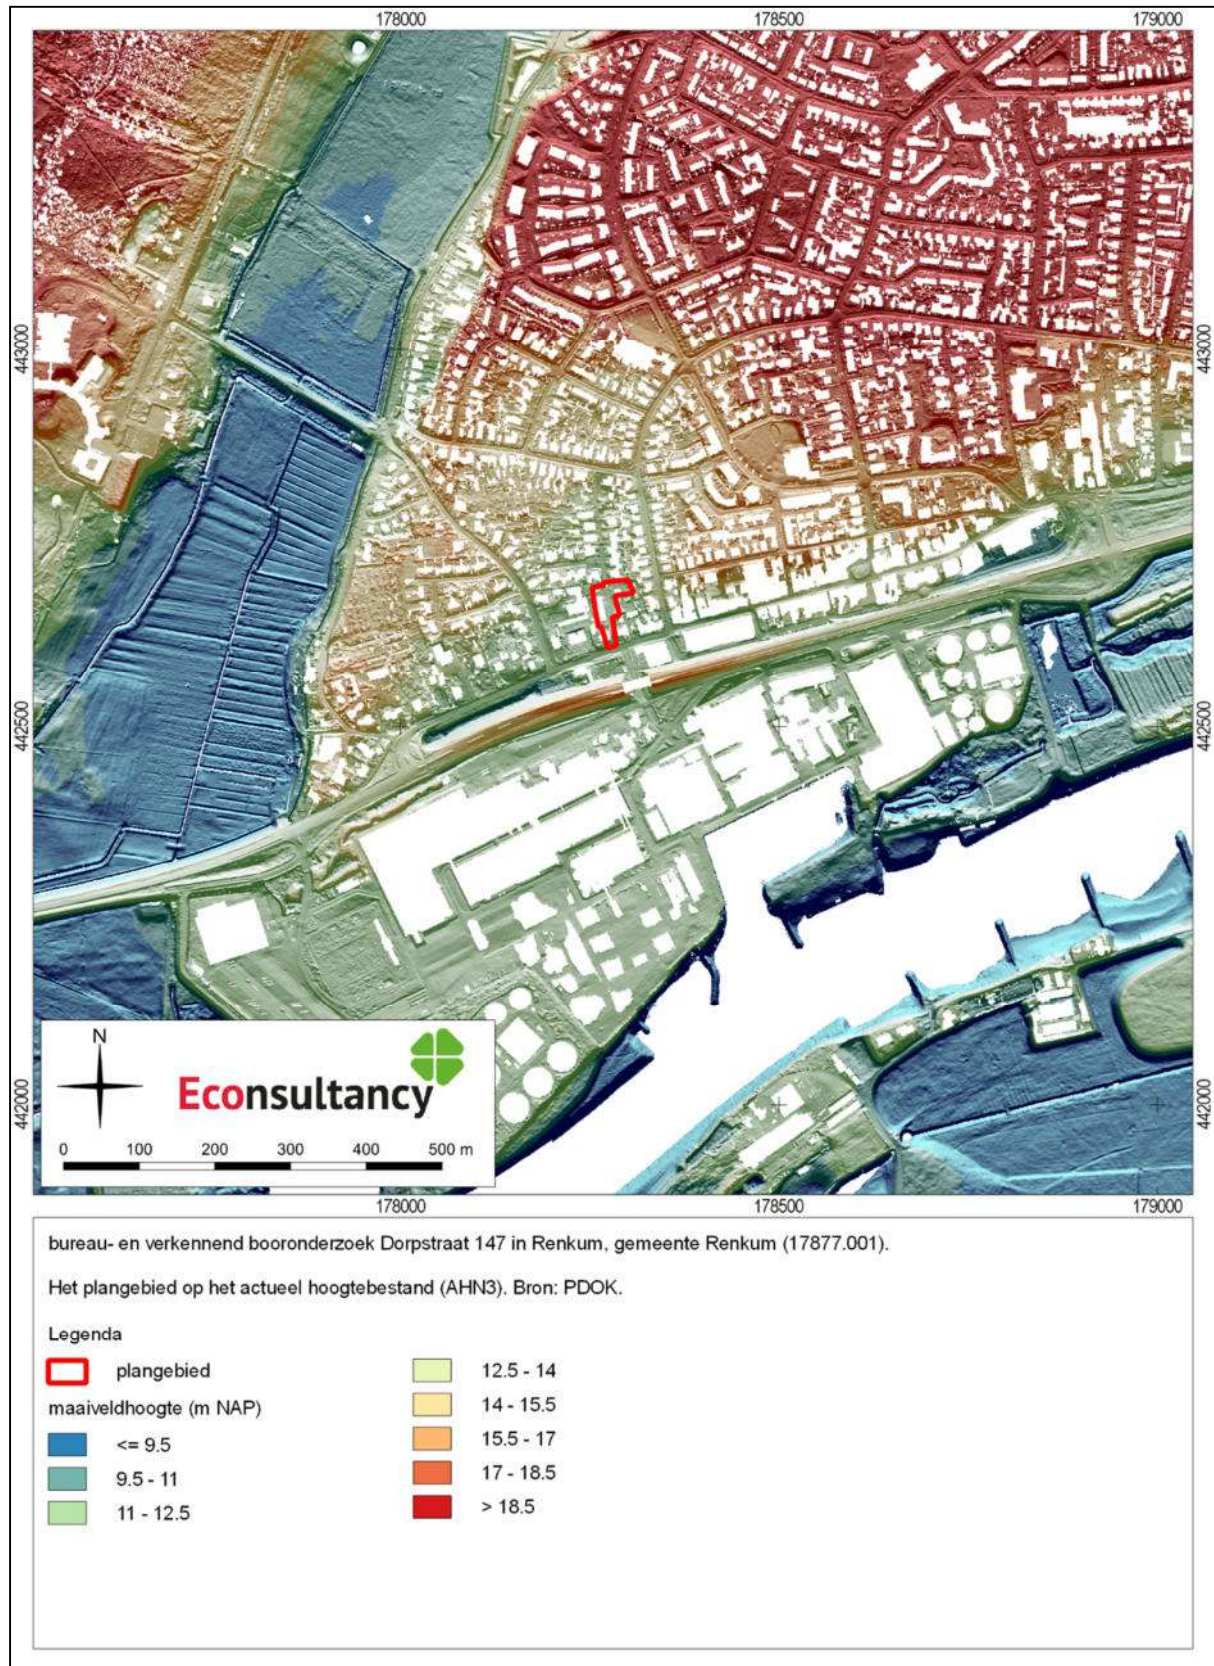 178000 178500 179000
443000 443000
442500 442500
442000 442000
N
Econsultancy
0 100 200 300 400 500 m
178000 178500 179000
bureau- en verkennend booronderzoek Dorpstraat 147 in Renkum, gemeente Renkum (17877.001).
Het plangebied op het actueel hoogtebestand (AHN3). Bron: PDOK.
Legenda
plangebied
maaiveldhoogte (m NAP)
<= 9.5
9.5 - 11
11 - 12.5
12.5 - 14
14 - 15.5
15.5 - 17
17 - 18.5
> 18.5